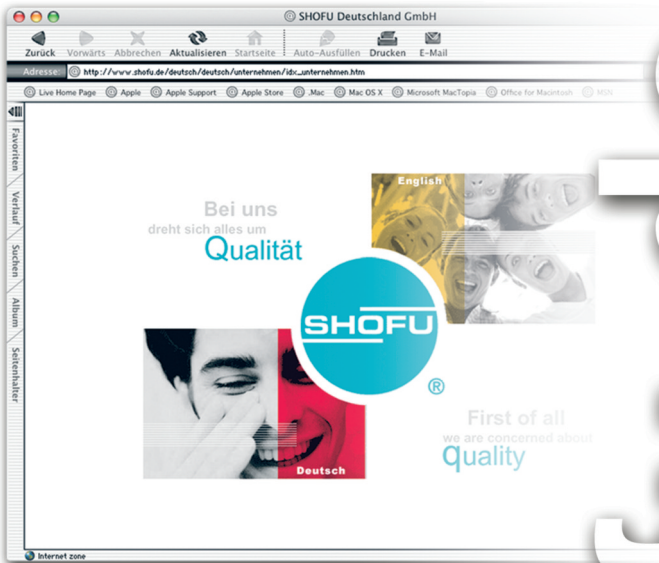 SHOFU Deutschland GmbH
Zurück Vorwärts Abbrechen Aktualisieren Startseite Auto-Ausfüllen Drucken E-Mail
Adresse: http://www.shofu.de/deutsch/deutsch/unternehmen/idx_unternehmen.htm
Live Home Page Apple Apple Support Apple Store .Mac Mac OS X Microsoft MacTopia Office for Macintosh MSN
Favoriten
Verlauf
Suchen
Album
Seitenhalter
English
Bei uns
dreht sich alles um
Qualität
SHOFU
®
Deutsch
First of all
we are concerned about
quality
Internet zone